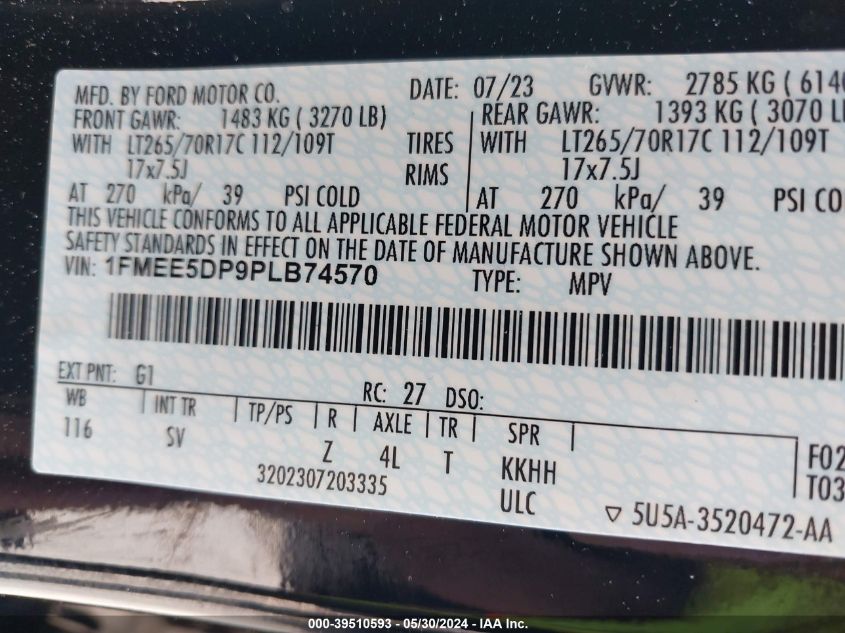 MFD. BY FORD MOTOR CO. DATE: 07/23 GVWR: 2785 KG ( 6140
FRONT GAWR: 1483 KG ( 3270 LB) REAR GAWR: 1393 KG ( 3070 L
WITH LT265/70R17C 112/109T TIRES WITH LT265/70R17C 112/109T
17x7.5J RIMS 17x7.5J
AT 270 kPa/ 39 PSI COLD AT 270 kPa/ 39 PSI CO
THIS VEHICLE CONFORMS TO ALL APPLICABLE FEDERAL MOTOR VEHICLE
SAFETY STANDARDS IN EFFECT ON THE DATE OF MANUFACTURE SHOWN ABOVE.
VIN: 1FMEE5DP9PLB74570 TYPE: MPV
EXT PNT: G1 RC: 27 DSO:
WB INT TR TP/PS R AXLE TR SPR
116 SV Z 4L T KKHH F02
3202307203335 ULC T03
▽ 5U5A-3520472-AA
000-39510593 - 05/30/2024 - IAA Inc.